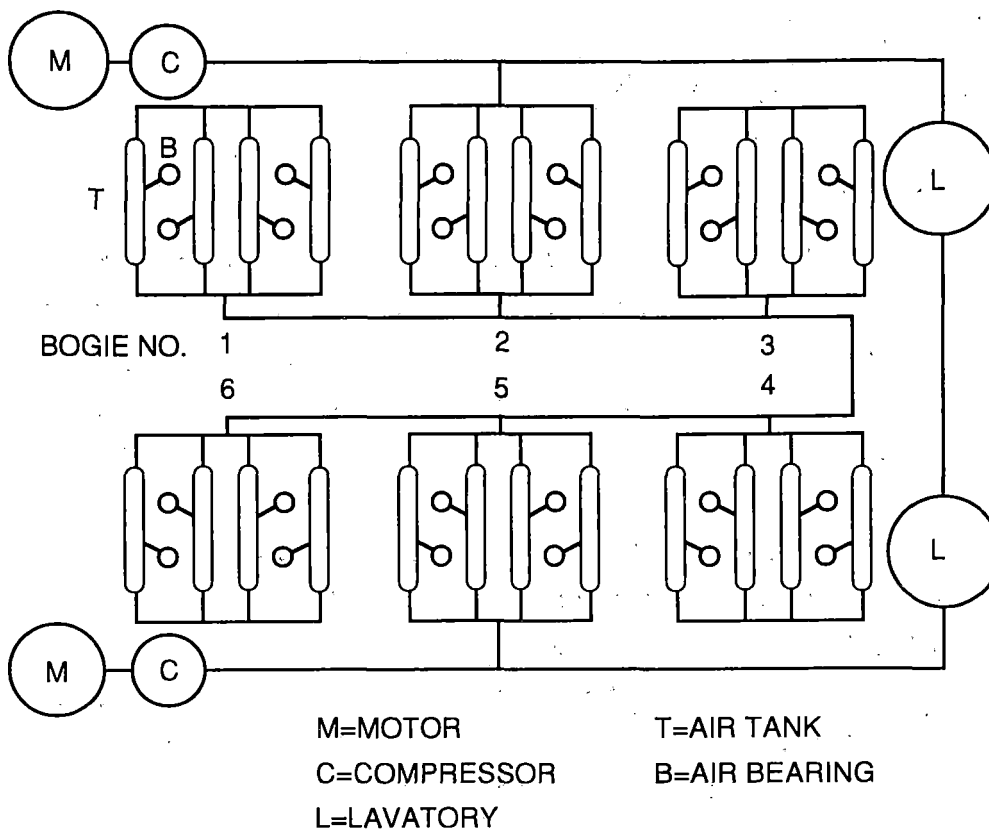 M C
B
T
L
BOGIE NO. 1 2 3
6 5 4
L
M C
M=MOTOR T=AIR TANK
C=COMPRESSOR B=AIR BEARING
L=LAVATORY